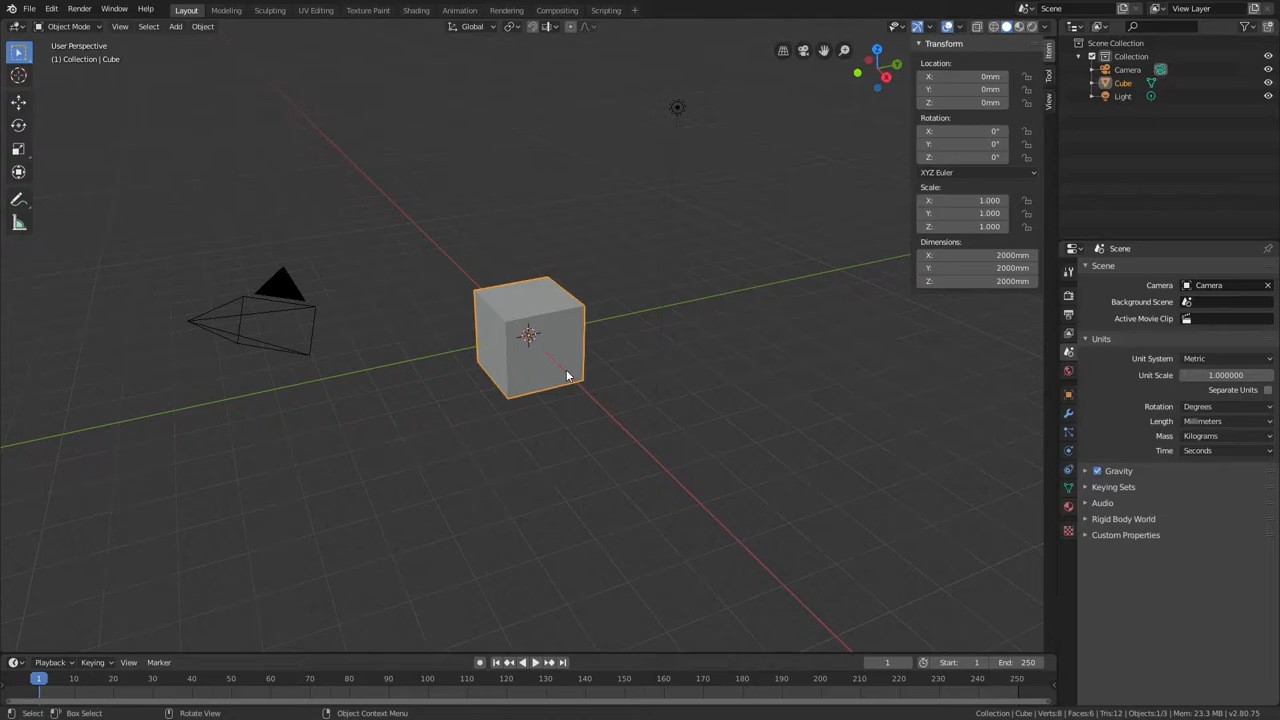 File Edit Render Window Help Layout Modeling Sculpting UV Editing Texture Paint Shading Animation Rendering Compositing Scripting + Scene View Layer
Object Mode View Select Add Object Global
User Perspective
(1) Collection | Cube
Z
Y
X
Transform
Location:
X: 0mm
Y: 0mm
Z: 0mm
Rotation:
X: 0°
Y: 0°
Z: 0°
XYZ Euler
Scale:
X: 1.000
Y: 1.000
Z: 1.000
Dimensions:
X: 2000mm
Y: 2000mm
Z: 2000mm
Item
Tool
View
Scene Collection
Collection
Camera
Cube
Light
Scene
Scene
Camera Camera
Background Scene
Active Movie Clip
Units
Unit System Metric
Unit Scale 1.000000
Separate Units
Rotation Degrees
Length Millimeters
Mass Kilograms
Time Seconds
Gravity
Keying Sets
Audio
Rigid Body World
Custom Properties
Playback Keying View Marker 1 Start: 1 End: 250
1 10 20 30 40 50 60 70 80 90 100 110 120 130 140 150 160 170 180 190 200 210 220 230 240 250
Select Box Select Rotate View Object Context Menu Collection | Cube | Verts:8 | Faces:6 | Tris:12 | Objects:1/3 | Mem: 23.3 MB | v2.80.75